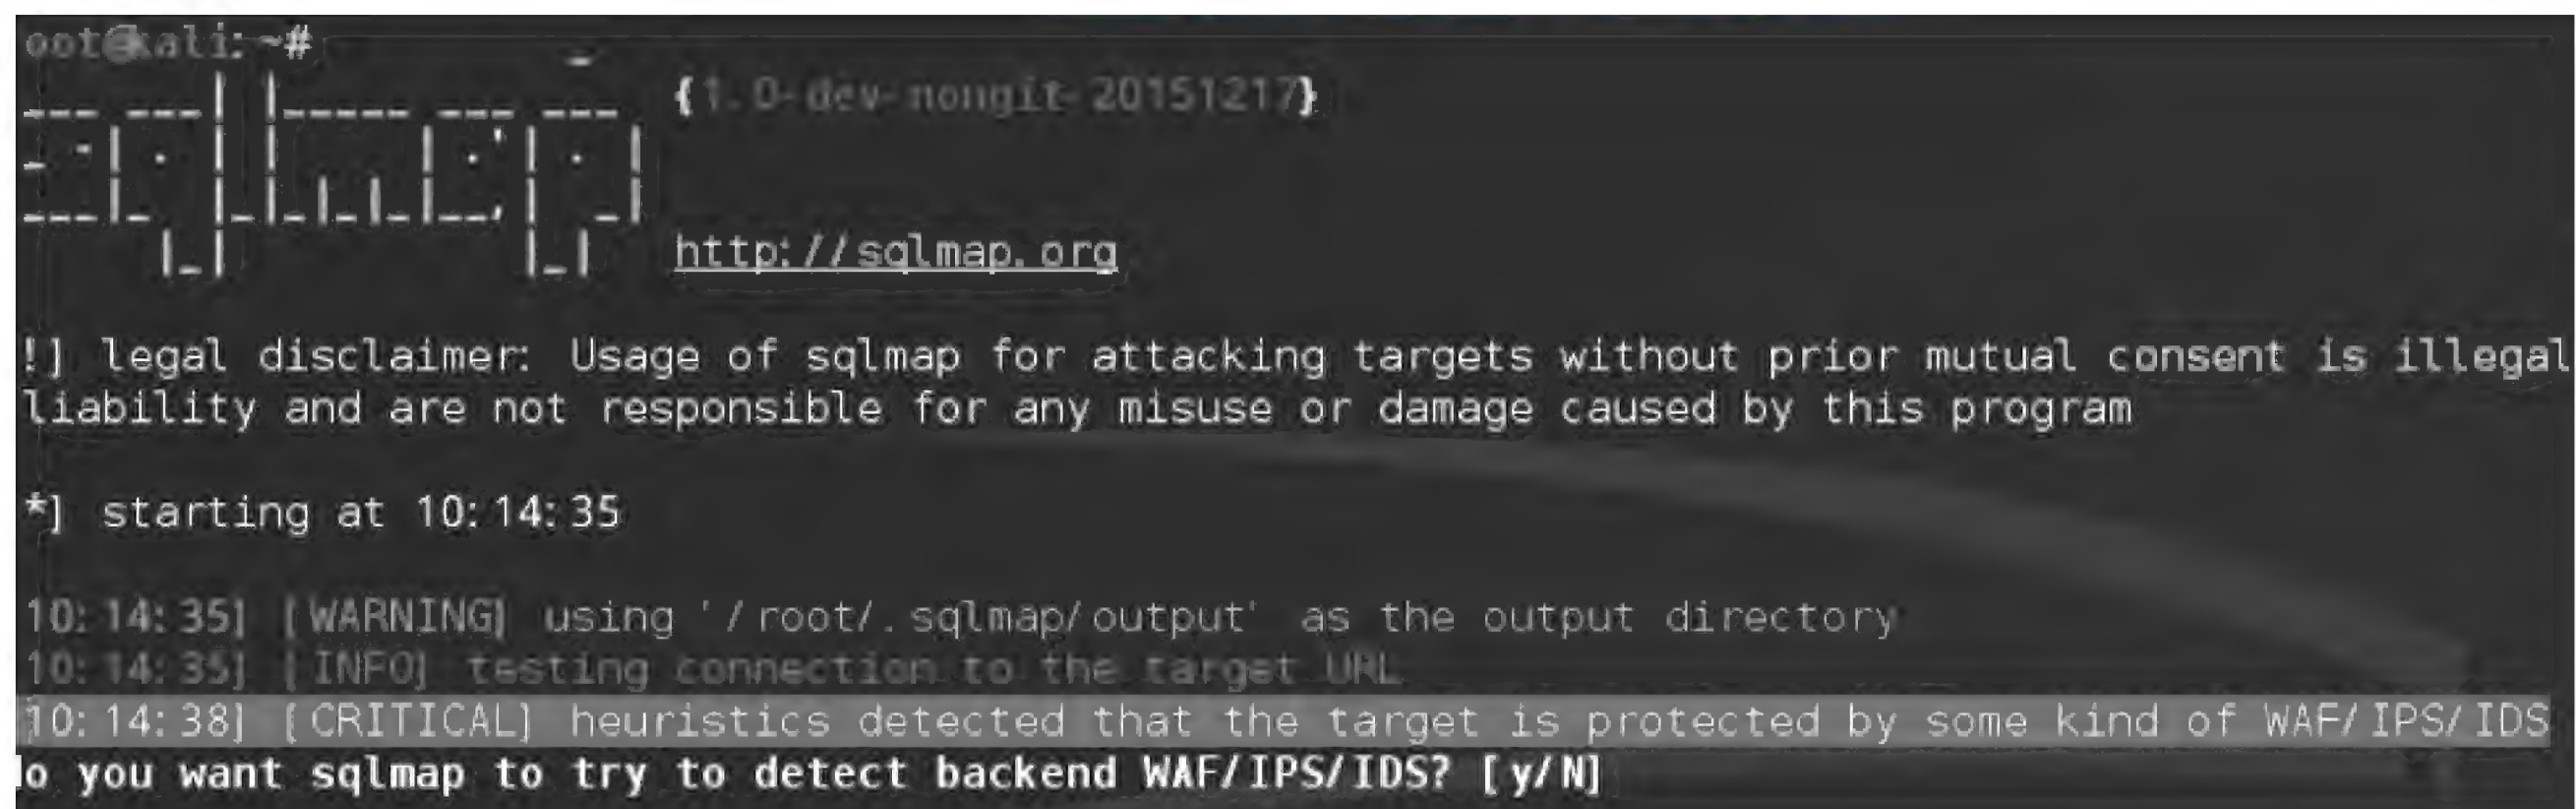 oot@kali:~#
{1.0-dev-nongit-20151217}
http://sqlmap.org
!] legal disclaimer: Usage of sqlmap for attacking targets without prior mutual consent is illegal
liability and are not responsible for any misuse or damage caused by this program
*] starting at 10:14:35
10:14:35] [WARNING] using '/root/.sqlmap/output' as the output directory
10:14:35] [INFO] testing connection to the target URL
10:14:38] [CRITICAL] heuristics detected that the target is protected by some kind of WAF/IPS/IDS
o you want sqlmap to try to detect backend WAF/IPS/IDS? [y/N]